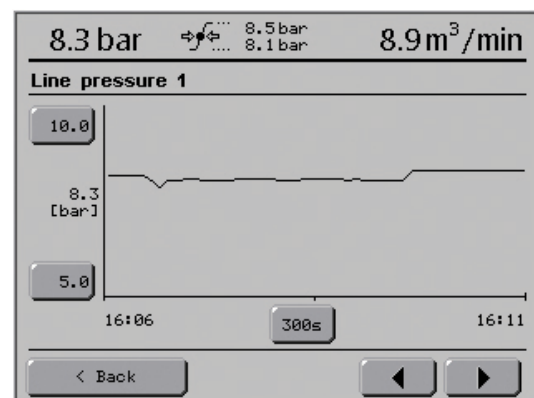 8.3 bar 8.5 bar 8.9 m³/min
8.1 bar
Line pressure 1
10.0
8.3
[bar]
5.0
16:06 300s 16:11
< Back